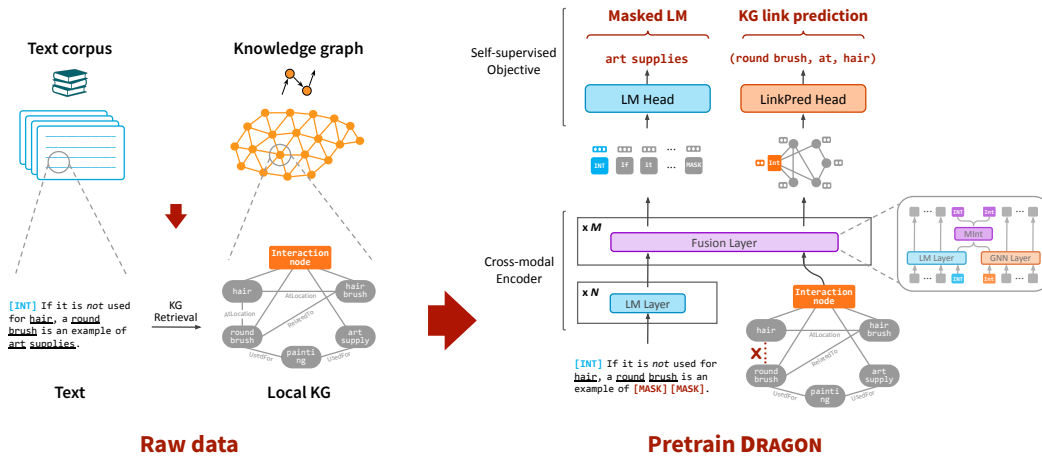 Text corpus
Knowledge graph
Interaction
node
hair
hair
brush
AtLocation
AtLocation
RelatedTo
round
brush
art
supply
painti
ng
UsedFor
UsedFor
[INT] If it is not used
for hair, a round
brush is an example of
art supplies.
KG
Retrieval
Text
Local KG
Raw data
Masked LM
KG link prediction
Self-supervised
Objective
art supplies
(round brush, at, hair)
LM Head
LinkPred Head
INT
If
it
...
MASK
Int
Cross-modal
Encoder
x M
Fusion Layer
x N
LM Layer
Interaction
node
hair
hair
brush
AtLocation
X
RelatedTo
round
brush
art
supply
painti
ng
UsedFor
UsedFor
[INT] If it is not used for
hair, a round brush is an
example of [MASK] [MASK].
... INT Int ...
MInt
LM Layer
GNN Layer
... INT Int ...
Pretrain DRAGON